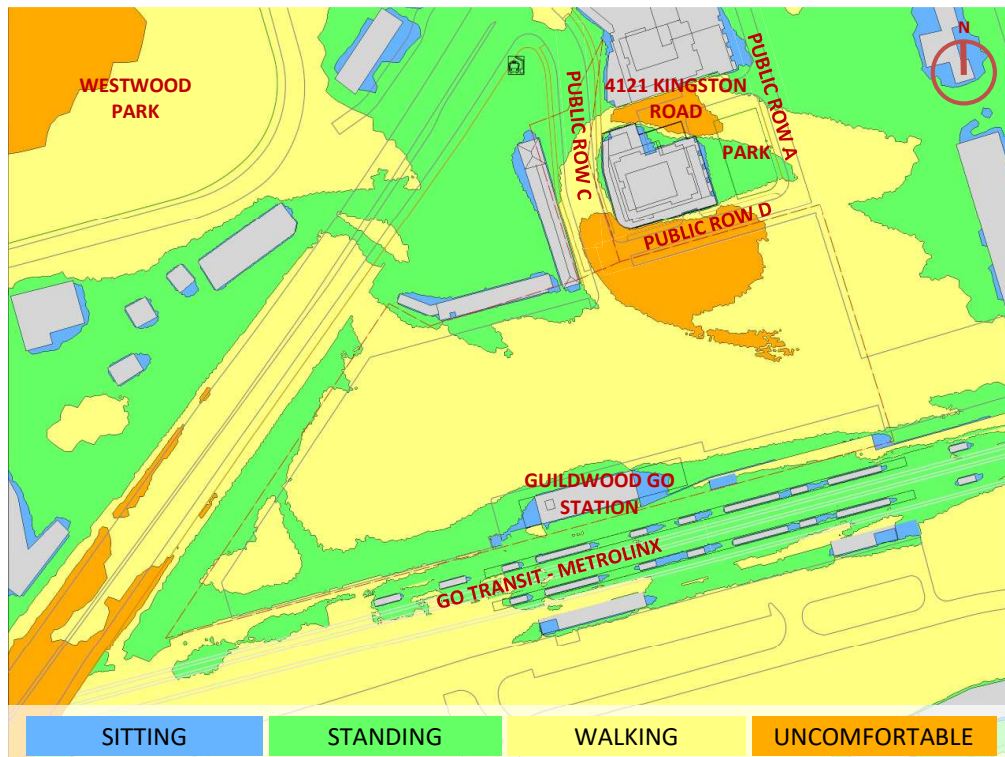 N
WESTWOOD
PARK
PUBLIC ROW C
4121 KINGSTON
ROAD
PUBLIC ROW A
PARK
PUBLIC ROW D
GUILDWOOD GO
STATION
GO TRANSIT - METROLINX
SITTING
STANDING
WALKING
UNCOMFORTABLE